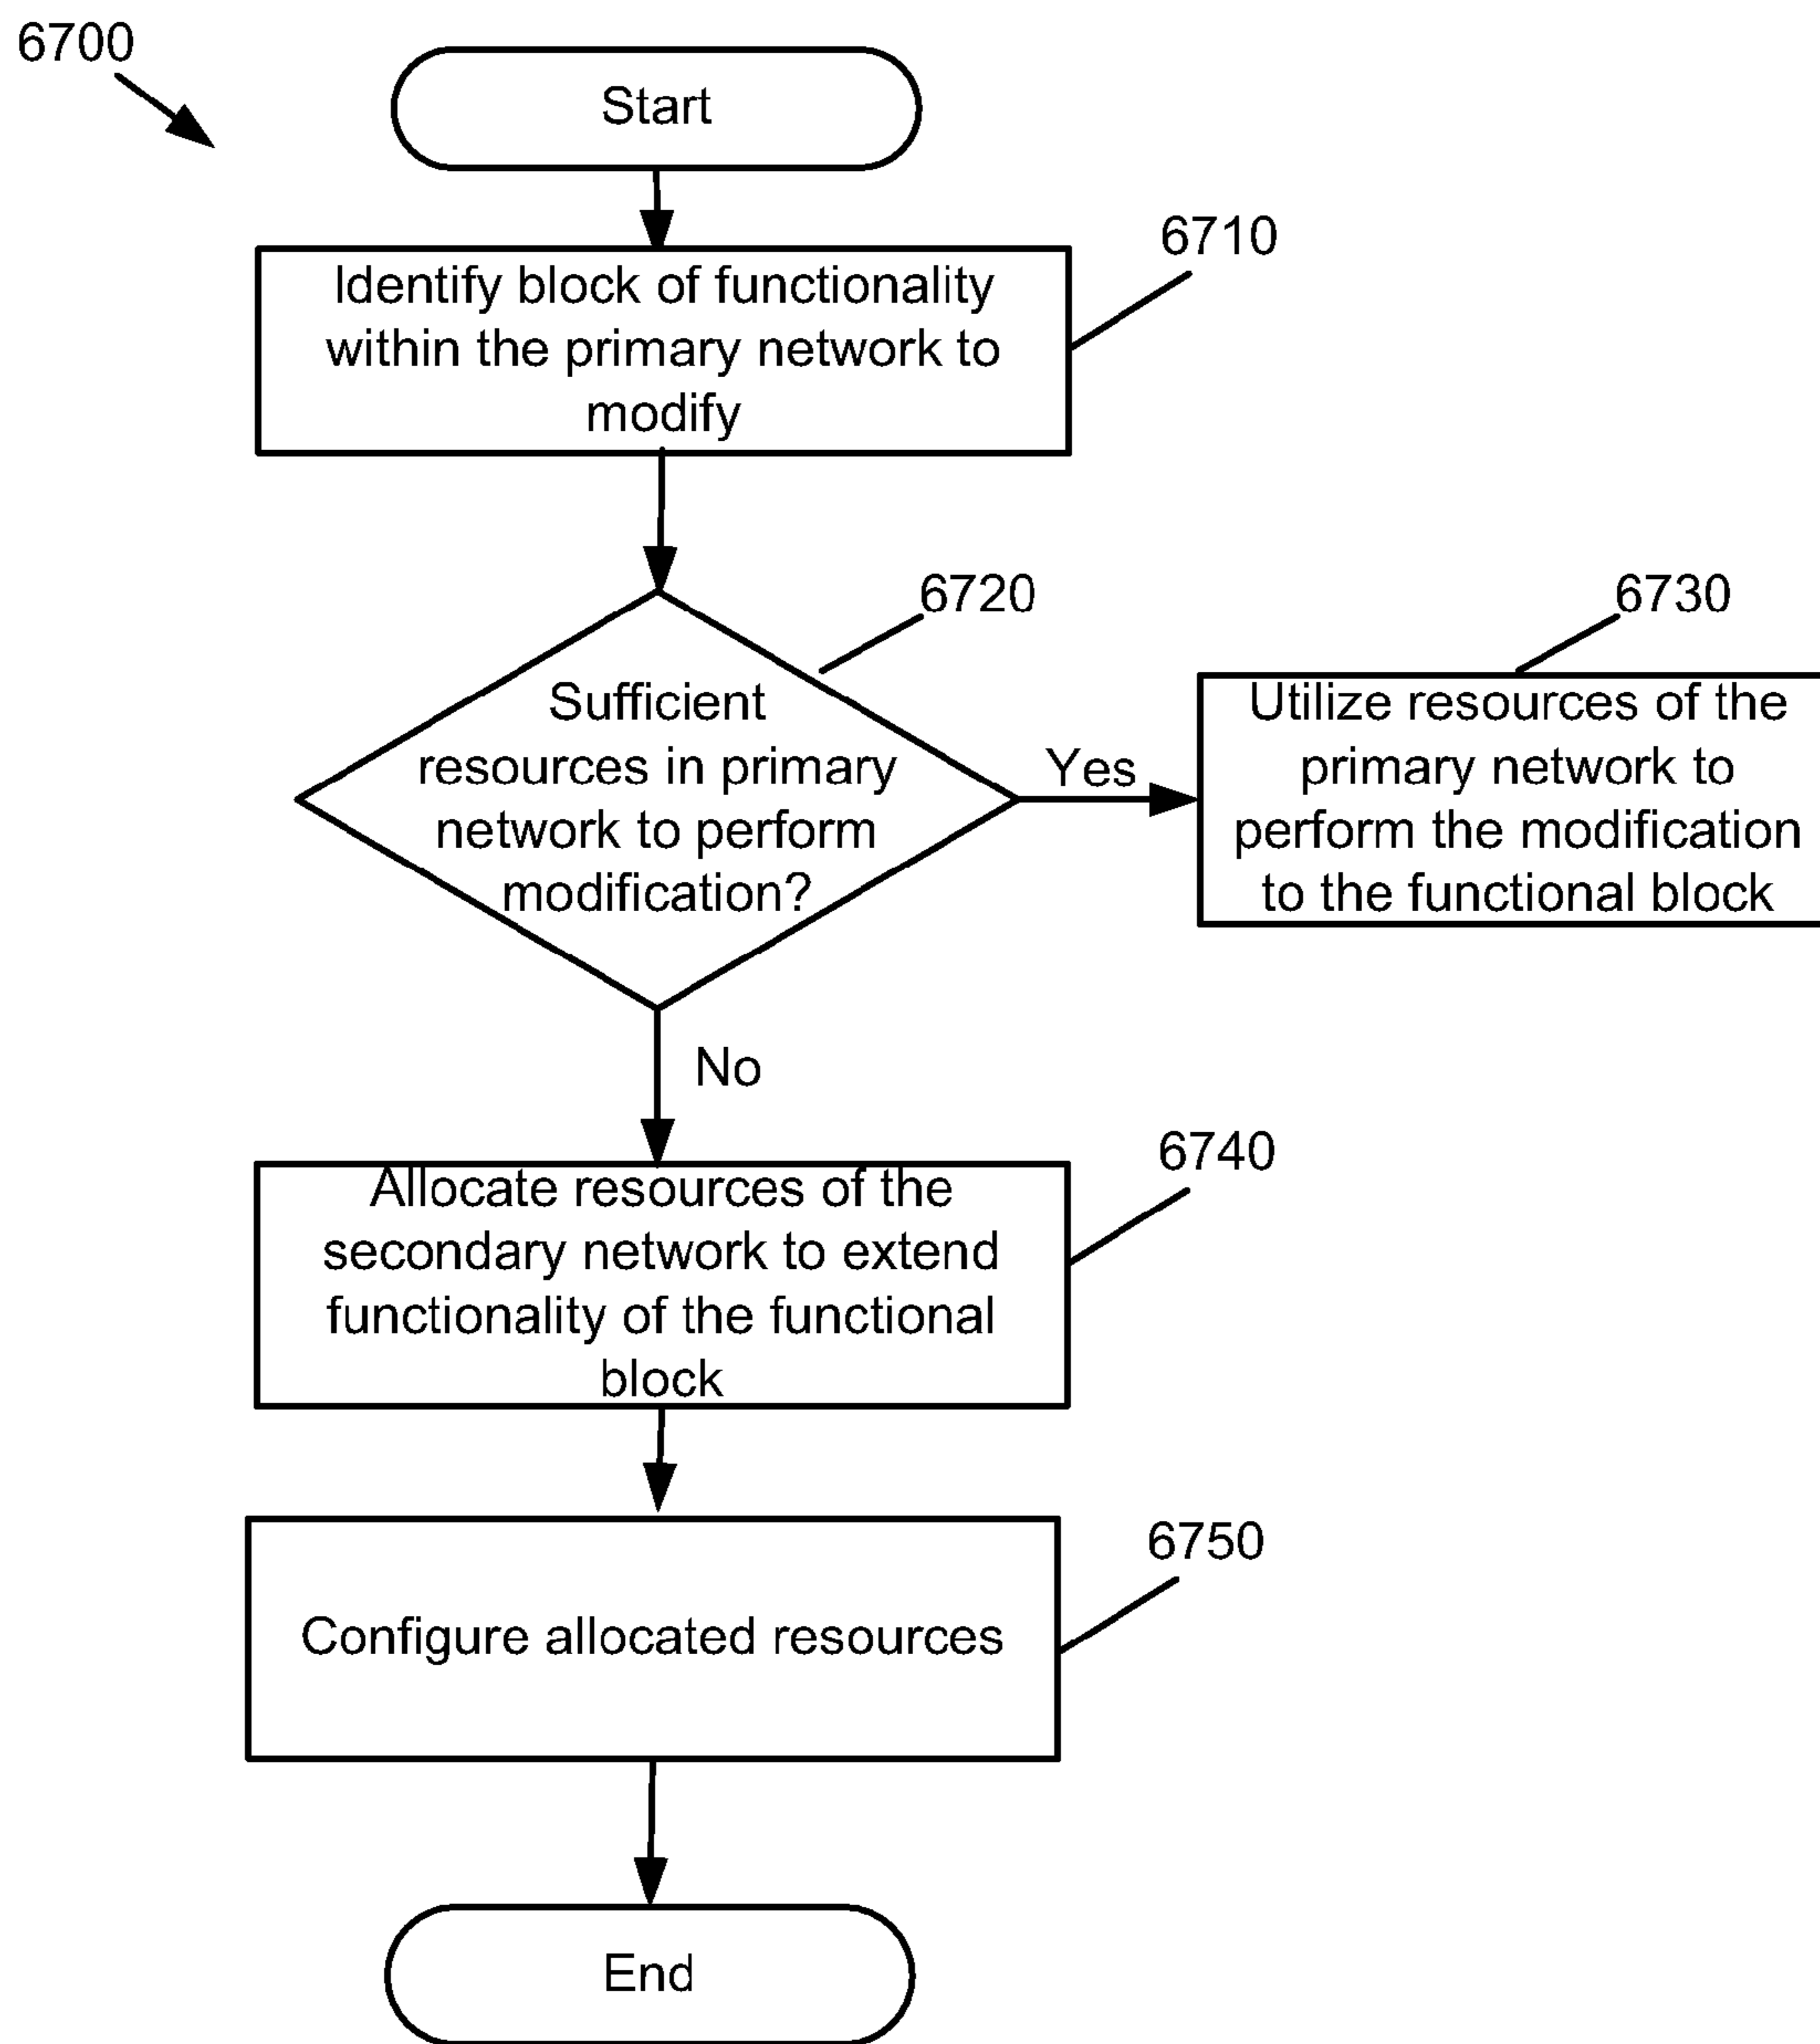 6700
Start
6710
Identify block of functionality
within the primary network to
modify
6720
Sufficient
resources in primary
network to perform
modification?
Yes
6730
Utilize resources of the
primary network to
perform the modification
to the functional block
No
6740
Allocate resources of the
secondary network to extend
functionality of the functional
block
6750
Configure allocated resources
End